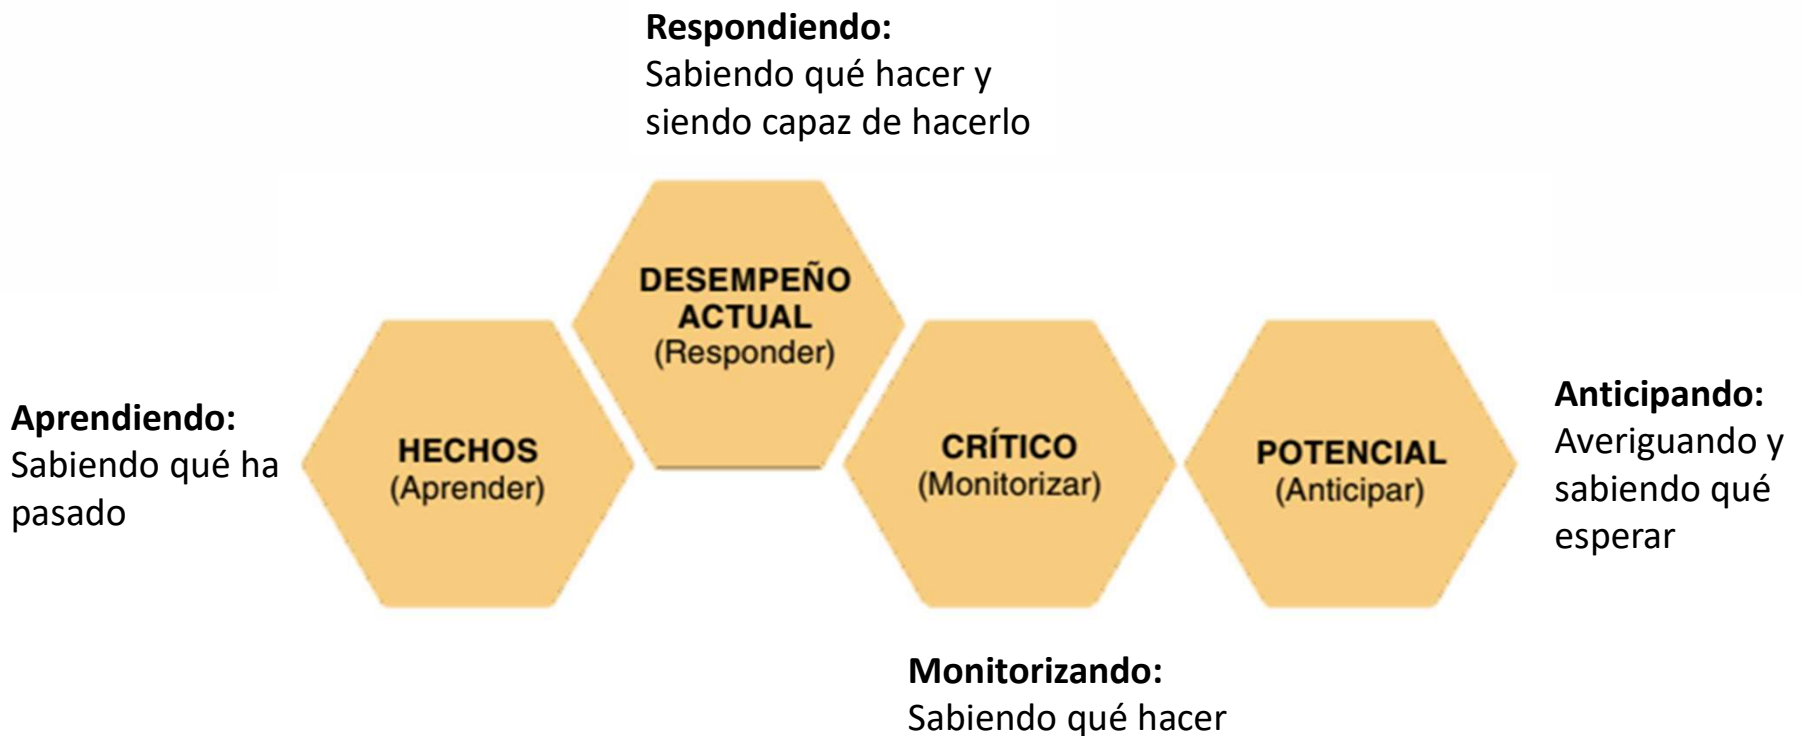 Respondiendo:
Sabiendo qué hacer y
siendo capaz de hacerlo
DESEMPEÑO
ACTUAL
(Responder)
Aprendiendo:
Sabiendo qué ha
pasado
HECHOS
(Aprender)
CRÍTICO
(Monitorizar)
POTENCIAL
(Anticipar)
Anticipando:
Averiguando y
sabiendo qué
esperar
Monitorizando:
Sabiendo qué hacer